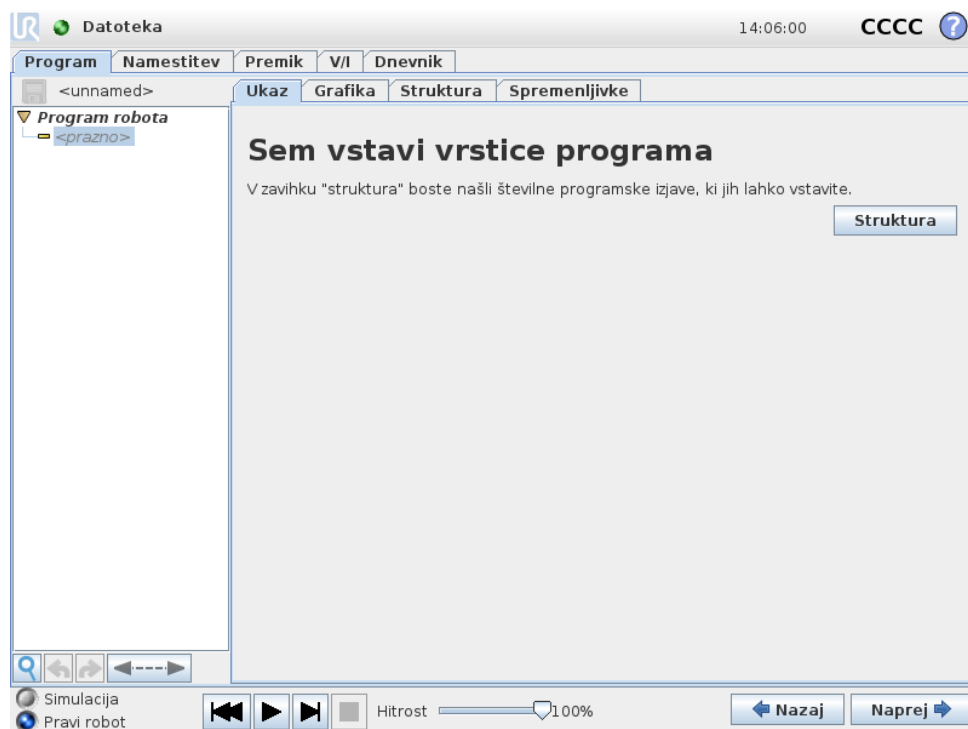 UR Datoteka 14:06:00 CCCC ?
Program Namestitev Premik V/I Dnevnik
<unnamed> Ukaz Grafika Struktura Spremenljivke
Program robota
<prazno>
Sem vstavi vrstice programa
V zavihku "struktura" boste našli številne programske izjave, ki jih lahko vstavite.
Struktura
Simulacija
Pravi robot
Hitrost 100% Nazaj Naprej